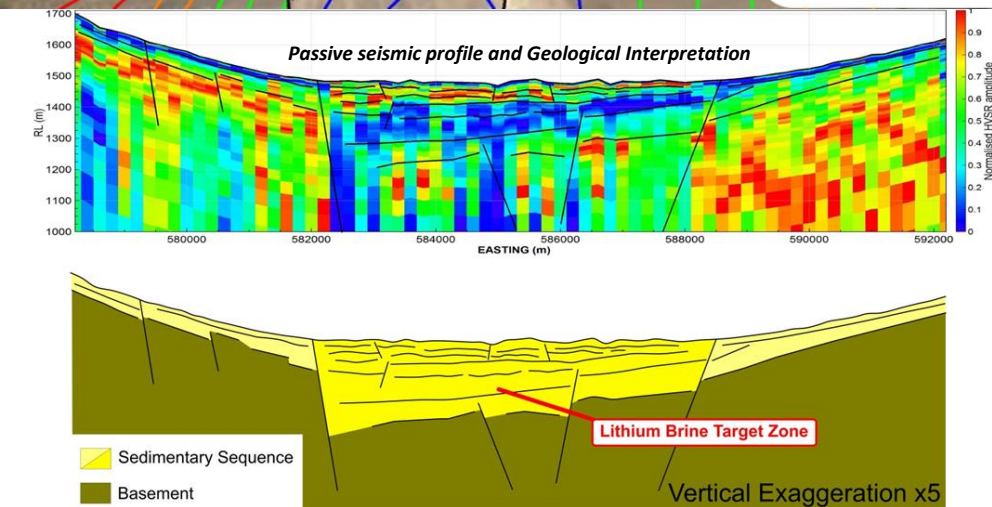 Passive seismic profile and Geological Interpretation
1700
1600
1500
1400
1300
1200
1100
1000
RL (m)
580000 582000 584000 586000 588000 590000 592000
EASTING (m)
1
0.9
0.8
0.7
0.6
0.5
0.4
0.3
0.2
0.1
0
Normalised HVSR amplitude
Lithium Brine Target Zone
Sedimentary Sequence
Basement
Vertical Exaggeration x5